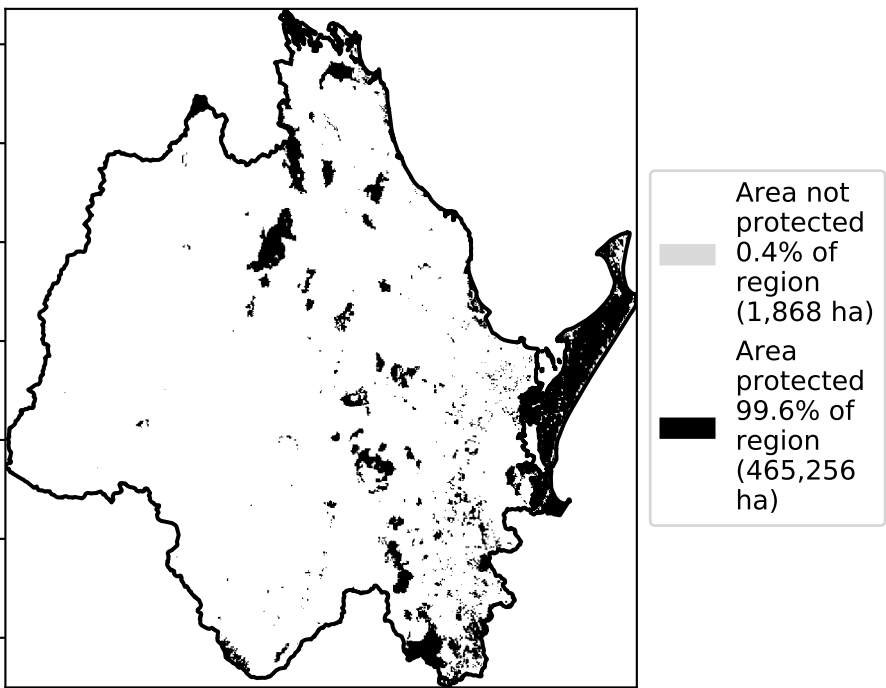 Area not
protected
0.4% of
region
(1,868 ha)
Area
protected
99.6% of
region
(465,256
ha)